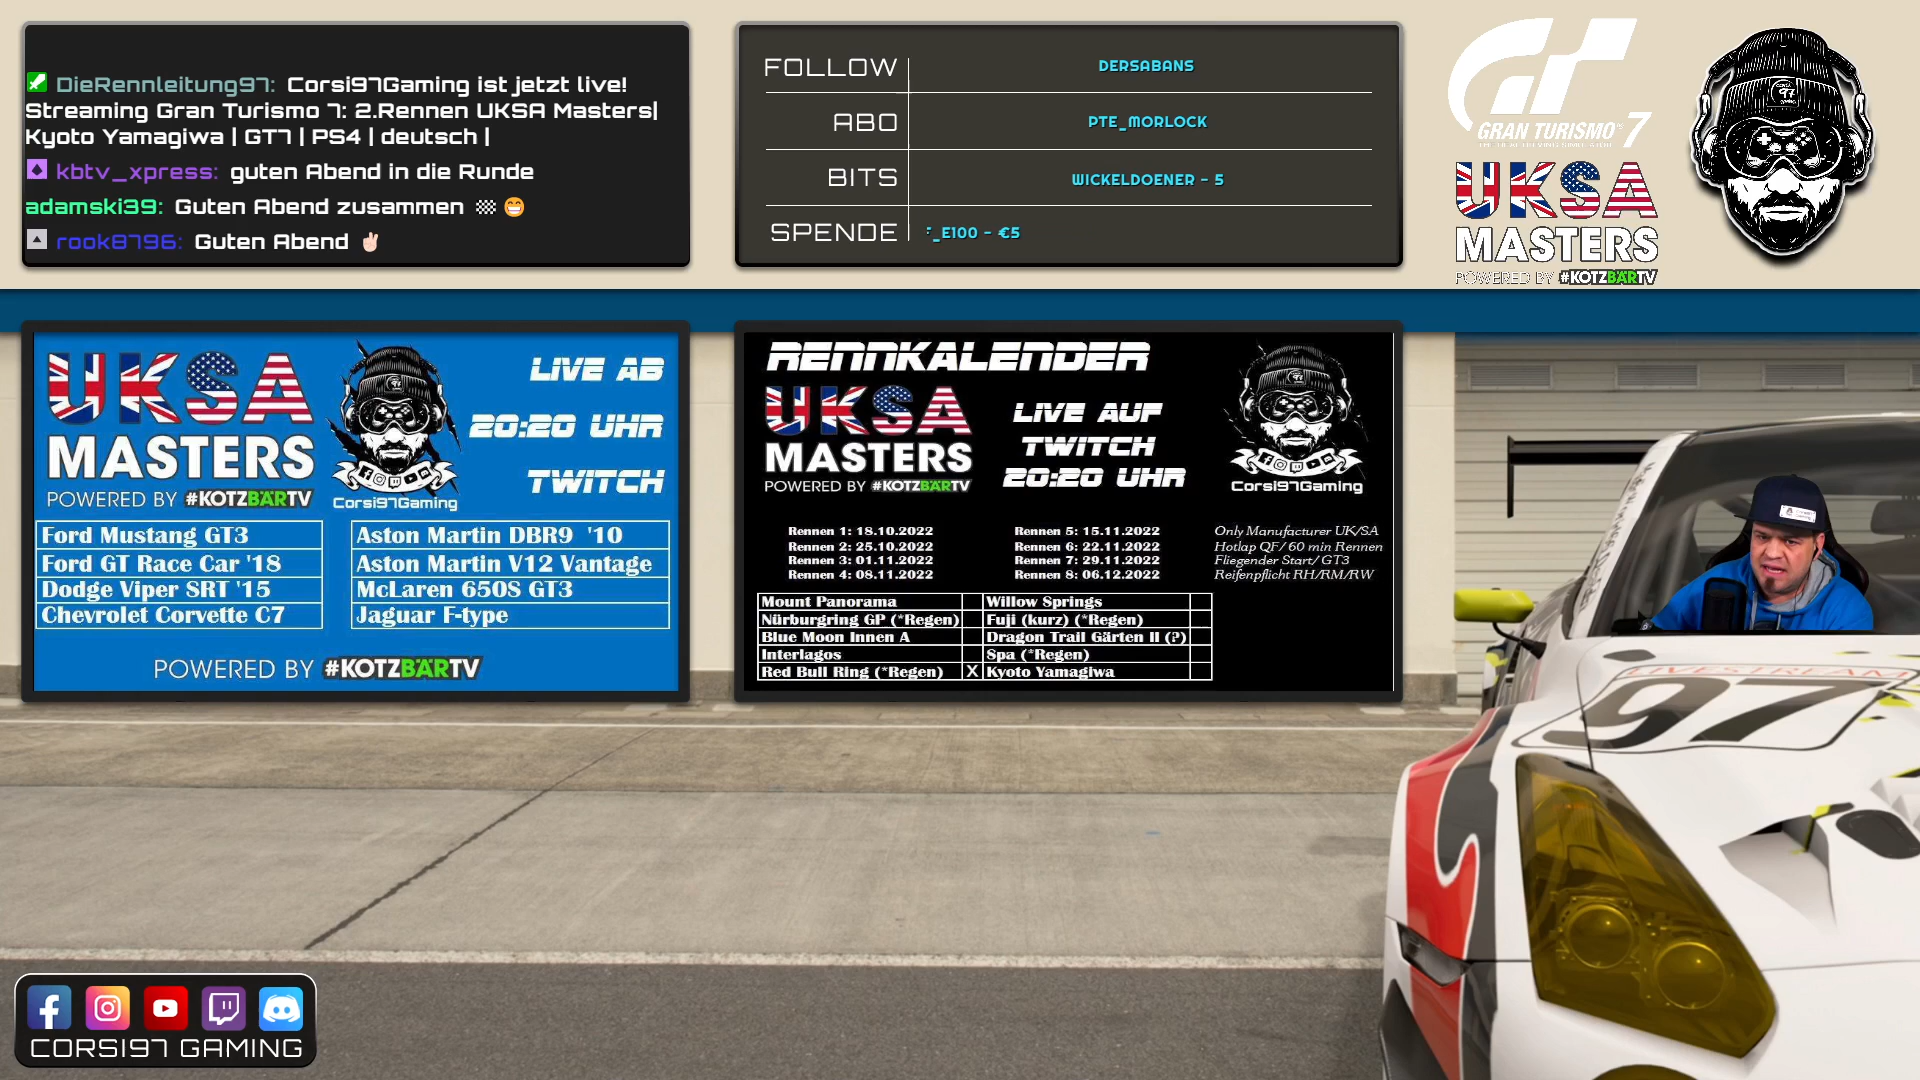 DieRennleitung97: Corsi97Gaming ist jetzt live!
Streaming Gran Turismo 7: 2.Rennen UKSA Masters|
Kyoto Yamagiwa | GT7 | PS4 | deutsch |
kbtv_xpress: guten Abend in die Runde
adamski39: Guten Abend zusammen
rook8796: Guten Abend
FOLLOW DERSABANS
ABO PTE_MORLOCK
BITS WICKELDOENER - 5
SPENDE _E100 - €5
GT
GRAN TURISMO 7
UKSA
MASTERS
POWERED BY #KOTZBÄRTV
UKSA
MASTERS
POWERED BY #KOTZBÄRTV
Corsi97Gaming
LIVE AB
20:20 UHR
TWITCH
Ford Mustang GT3
Ford GT Race Car '18
Dodge Viper SRT '15
Chevrolet Corvette C7
Aston Martin DBR9 '10
Aston Martin V12 Vantage
McLaren 650S GT3
Jaguar F-type
POWERED BY #KOTZBÄRTV
RENNKALENDER
UKSA
MASTERS
POWERED BY #KOTZBÄRTV
LIVE AUF
TWITCH
20:20 UHR
Corsi97Gaming
Rennen 1: 18.10.2022
Rennen 2: 25.10.2022
Rennen 3: 01.11.2022
Rennen 4: 08.11.2022
Rennen 5: 15.11.2022
Rennen 6: 22.11.2022
Rennen 7: 29.11.2022
Rennen 8: 06.12.2022
Only Manufacturer UK/SA
Hotlap QF/ 60 min Rennen
Fliegender Start/ GT3
Reifenpflicht RH/RM/RW
Mount Panorama
Nürburgring GP (*Regen)
Blue Moon Innen A
Interlagos
Red Bull Ring (*Regen) X
Willow Springs
Fuji (kurz) (*Regen)
Dragon Trail Gärten II (?)
Spa (*Regen)
Kyoto Yamagiwa
LIVESTREAM
97
CORSI97 GAMING